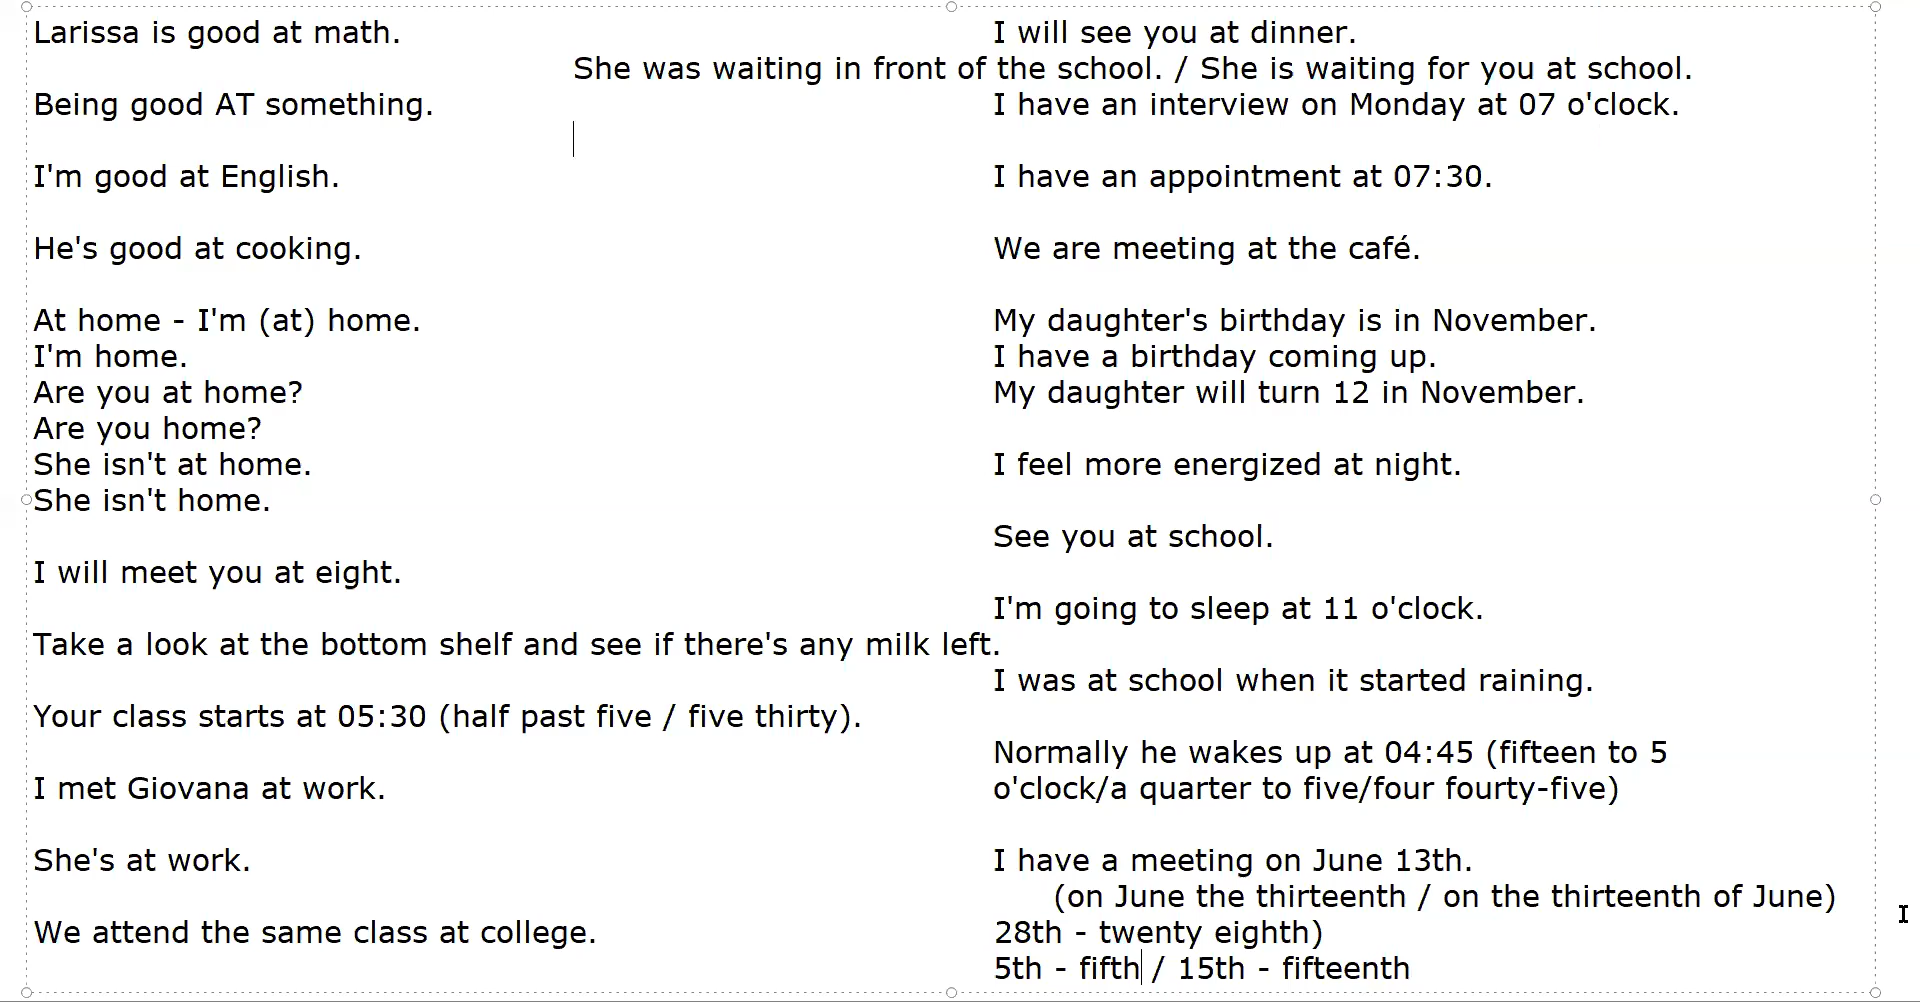 Larissa is good at math.
Being good AT something.
I'm good at English.
He's good at cooking.
At home - I'm (at) home.
I'm home.
Are you at home?
Are you home?
She isn't at home.
She isn't home.
I will meet you at eight.
Take a look at the bottom shelf and see if there's any milk left.
Your class starts at 05:30 (half past five / five thirty).
I met Giovana at work.
She's at work.
We attend the same class at college.
I will see you at dinner.
She was waiting in front of the school. / She is waiting for you at school.
I have an interview on Monday at 07 o'clock.
I have an appointment at 07:30.
We are meeting at the café.
My daughter's birthday is in November.
I have a birthday coming up.
My daughter will turn 12 in November.
I feel more energized at night.
See you at school.
I'm going to sleep at 11 o'clock.
I was at school when it started raining.
Normally he wakes up at 04:45 (fifteen to 5
o'clock/a quarter to five/four fourty-five)
I have a meeting on June 13th.
(on June the thirteenth / on the thirteenth of June)
28th - twenty eighth)
5th - fifth / 15th - fifteenth